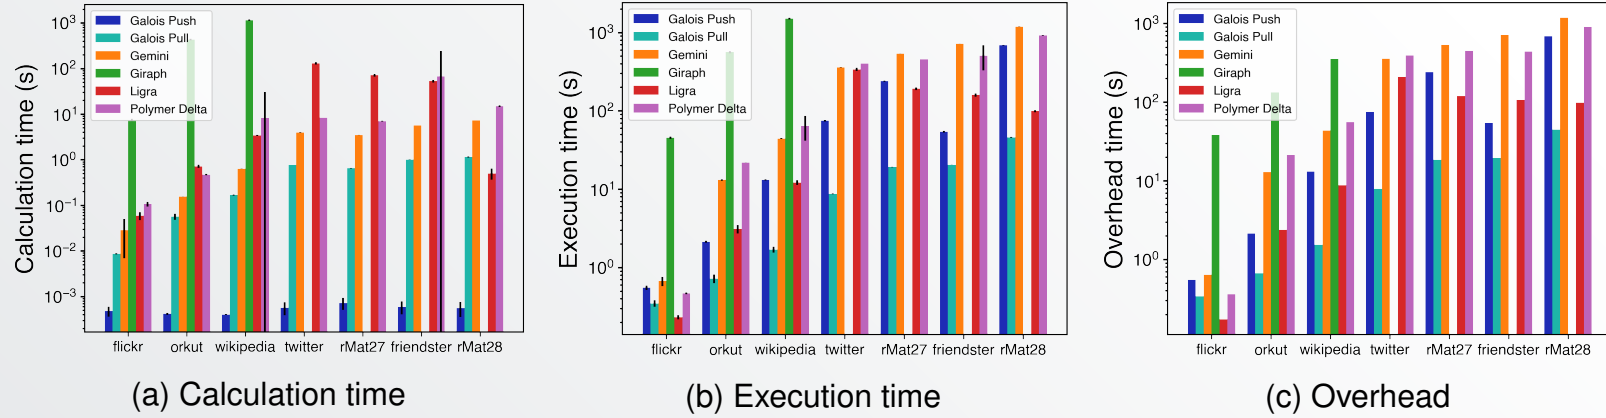 Calculation time (s)
10³
10²
10¹
10⁰
10⁻¹
10⁻²
10⁻³
Galois Push
Galois Pull
Gemini
Giraph
Ligra
Polymer Delta
flickr orkut wikipedia twitter rMat27 friendster rMat28
(a) Calculation time
Execution time (s)
10³
10²
10¹
10⁰
Galois Push
Galois Pull
Gemini
Giraph
Ligra
Polymer Delta
flickr orkut wikipedia twitter rMat27 friendster rMat28
(b) Execution time
Overhead time (s)
10³
10²
10¹
10⁰
Galois Push
Galois Pull
Gemini
Giraph
Ligra
Polymer Delta
flickr orkut wikipedia twitter rMat27 friendster rMat28
(c) Overhead